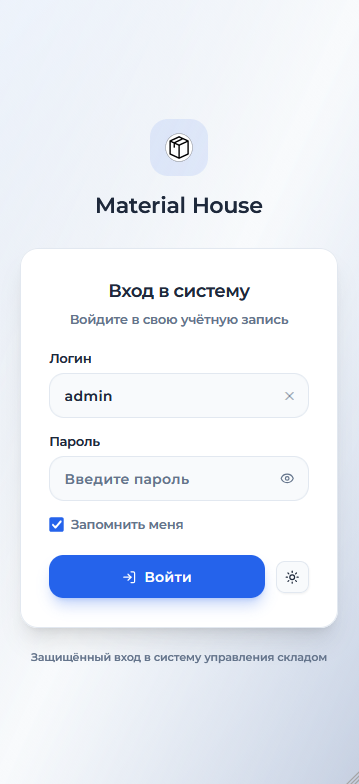 Material House
Вход в систему
Войдите в свою учётную запись
Логин
admin
Пароль
Введите пароль
Запомнить меня
Войти
Защищённый вход в систему управления складом